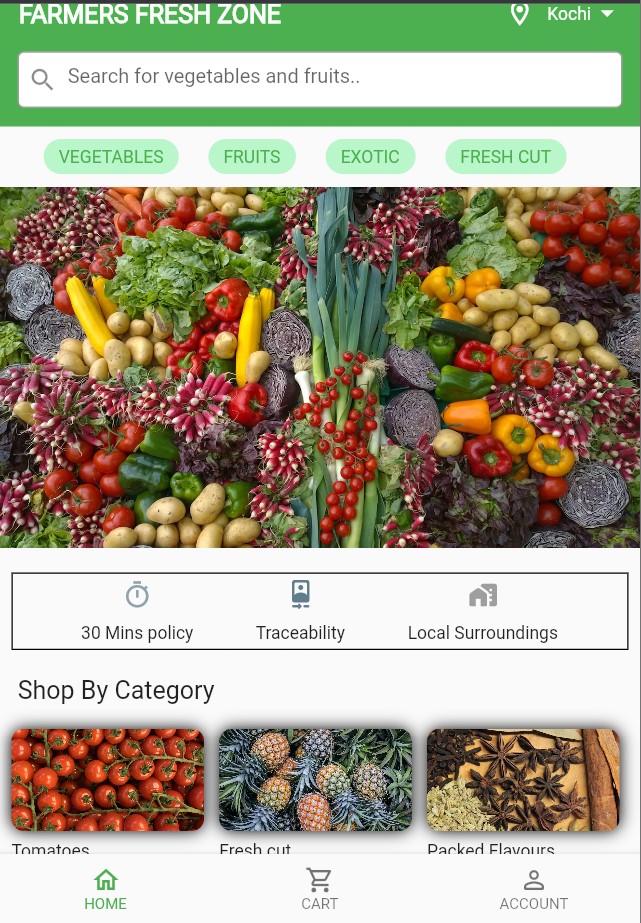 FARMERS FRESH ZONE
Kochi
Search for vegetables and fruits..
VEGETABLES FRUITS EXOTIC FRESH CUT
30 Mins policy Traceability Local Surroundings
Shop By Category
Tomatoes Fresh cut Packed Flavours
HOME CART ACCOUNT